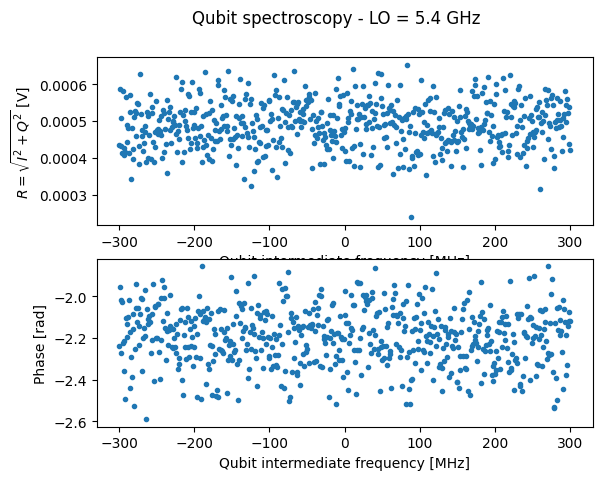 Qubit spectroscopy - LO = 5.4 GHz
R = √I² + Q² [V]
0.0006
0.0005
0.0004
0.0003
−300 −200 −100 0 100 200 300
Qubit intermediate frequency [MHz]
Phase [rad]
−2.0
−2.2
−2.4
−2.6
−300 −200 −100 0 100 200 300
Qubit intermediate frequency [MHz]